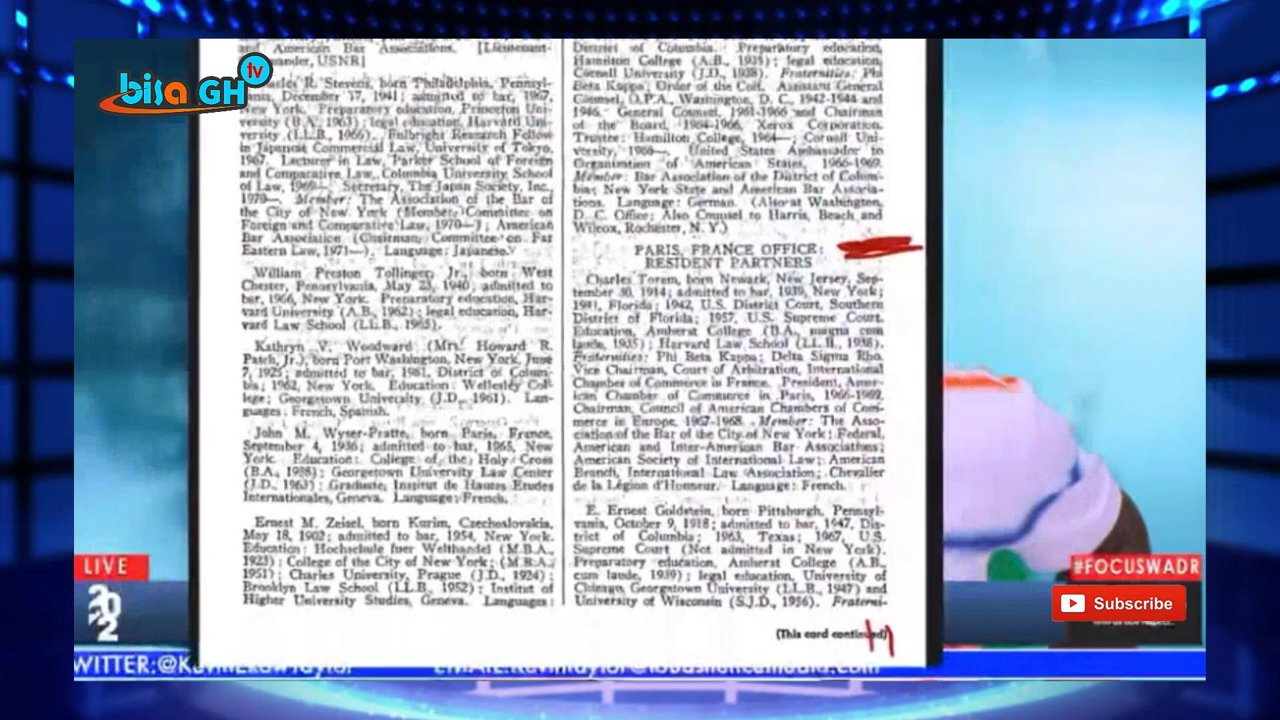 bisa GH
tv
and American Bar Associations. [Lieutenant-
mander, USNR]
Charles R. Stevens, born Philadelphia, Pennsyl-
vania, December 17, 1941; admitted to bar, 1967,
New York. Preparatory education, Princeton Uni-
versity (B.A., 1963); legal education, Harvard Uni-
versity (LL.B., 1966). Fulbright Research Fellow
in Japanese Commercial Law, University of Tokyo,
1967. Lecturer in Law, Parker School of Foreign
and Comparative Law, Columbia University School
of Law, 1969—. Secretary, The Japan Society, Inc.,
1970—. Member: The Association of the Bar of
the City of New York (Member, Committee on
Foreign and Comparative Law, 1970—); American
Bar Association (Chairman, Committee on Far
Eastern Law, 1971—). Language: Japanese.
William Preston Tollinger, Jr., born West
Chester, Pennsylvania, May 23, 1940; admitted to
bar, 1966, New York. Preparatory education, Har-
vard University (A.B., 1962); legal education, Har-
vard Law School (LL.B., 1965).
Kathryn V. Woodward (Mrs. Howard R.
Patch, Jr.), born Port Washington, New York, June
7, 1925; admitted to bar, 1961, District of Colum-
bia; 1962, New York. Education: Wellesley Col-
lege; Georgetown University (J.D., 1961). Lan-
guages: French, Spanish.
John M. Wyser-Pratte, born Paris, France,
September 4, 1936; admitted to bar, 1965, New
York. Education: College of the Holy Cross
(B.A., 1958); Georgetown University Law Center
(J.D., 1963); Graduate, Institut de Hautes Etudes
Internationales, Geneva. Language: French.
Ernest M. Zeisel, born Kurim, Czechoslovakia,
May 18, 1902; admitted to bar, 1954, New York.
Education: Hochschule fuer Welthandel (M.B.A.,
1923); College of the City of New York; (M.B.A.,
1951); Charles University, Prague (J.D., 1924);
Brooklyn Law School (LL.B., 1952); Institut of
Higher University Studies, Geneva. Languages:
District of Columbia. Preparatory education,
Hamilton College (A.B., 1935); legal education,
Cornell University (J.D., 1938). Fraternities: Phi
Beta Kappa; Order of the Coif. Assistant General
Counsel, O.P.A., Washington, D. C., 1942-1944 and
1946. General Counsel, 1961-1966 and Chairman
of the Board, 1964-1966, Xerox Corporation.
Trustee: Hamilton College, 1964—; Cornell Uni-
versity, 1966—. United States Ambassador to
Organization of American States, 1966-1969.
Member: Bar Association of the District of Colum-
bia; New York State and American Bar Associa-
tions. Language: German. (Also at Washington,
D. C. Office; Also Counsel to Harris, Beach and
Wilcox, Rochester, N. Y.)
PARIS, FRANCE OFFICE:
RESIDENT PARTNERS
Charles Torem, born Newark, New Jersey, Sep-
tember 30, 1914; admitted to bar, 1939, New York;
1941, Florida; 1942, U.S. District Court, Southern
District of Florida; 1957, U.S. Supreme Court.
Education, Amherst College (B.A., magna cum
laude, 1935); Harvard Law School (LL.B., 1938).
Fraternities: Phi Beta Kappa; Delta Sigma Rho.
Vice Chairman, Court of Arbitration, International
Chamber of Commerce in France. President, Amer-
ican Chamber of Commerce in Paris, 1966-1969.
Chairman, Council of American Chambers of Com-
merce in Europe, 1967-1968. Member: The Asso-
ciation of the Bar of the City of New York; Federal,
American and Inter-American Bar Associations;
American Society of International Law; American
Branch, International Law Association; Chevalier
de la Légion d'Honneur. Language: French.
E. Ernest Goldstein, born Pittsburgh, Pennsyl-
vania, October 9, 1918; admitted to bar, 1947, Dis-
trict of Columbia; 1963, Texas; 1967, U.S.
Supreme Court (Not admitted in New York).
Preparatory education, Amherst College (A.B.,
cum laude, 1939); legal education, University of
Chicago, Georgetown University (LL.B., 1947) and
University of Wisconsin (S.J.D., 1956). Fraterni-
(This card continued)
LIVE
#FOCUSWADR
Subscribe